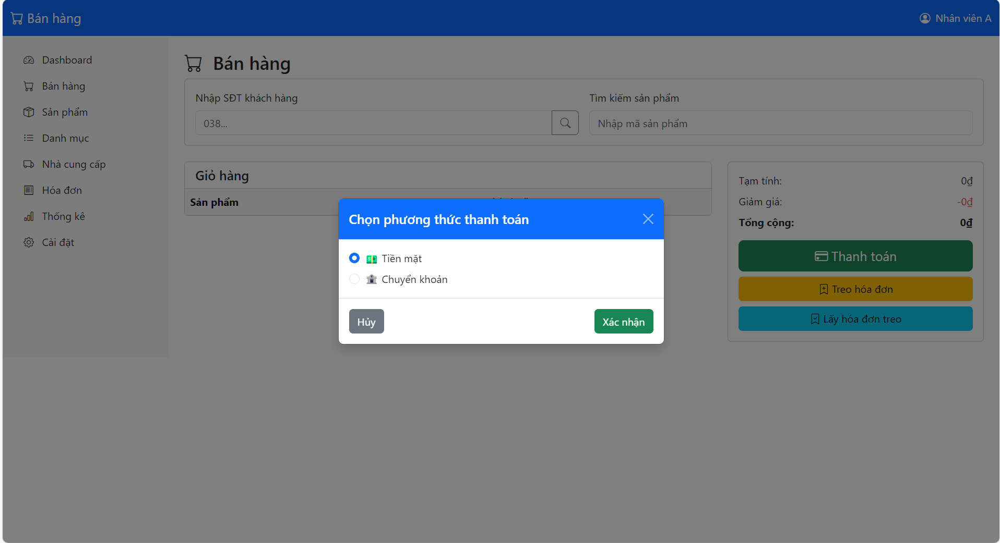 Bán hàng
Nhân viên A
Dashboard
Bán hàng
Sản phẩm
Danh mục
Nhà cung cấp
Hóa đơn
Thống kê
Cài đặt
Bán hàng
Nhập SĐT khách hàng
038...
Tìm kiếm sản phẩm
Nhập mã sản phẩm
Giỏ hàng
Sản phẩm
Tạm tính: 0₫
Giảm giá: -0₫
Tổng cộng: 0₫
Thanh toán
Treo hóa đơn
Lấy hóa đơn treo
Chọn phương thức thanh toán
Tiền mặt
Chuyển khoản
Hủy
Xác nhận